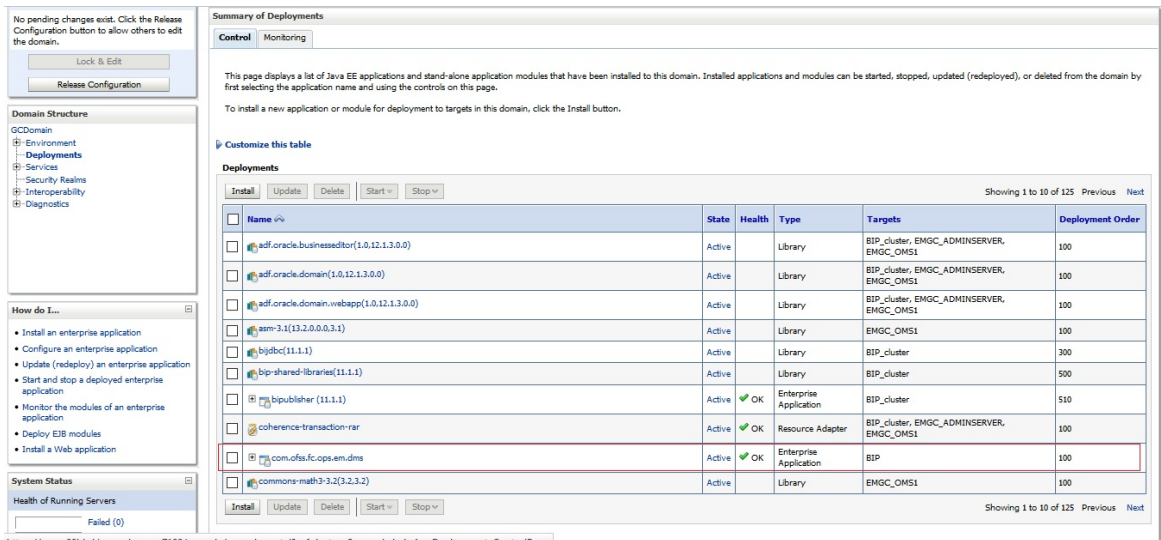 No pending changes exist. Click the Release
Configuration button to allow others to edit
the domain.
Lock & Edit
Release Configuration
Domain Structure
GCDomain
Environment
Deployments
Services
Security Realms
Interoperability
Diagnostics
How do I...
• Install an enterprise application
• Configure an enterprise application
• Update (redeploy) an enterprise application
• Start and stop a deployed enterprise
application
• Monitor the modules of an enterprise
application
• Deploy EJB modules
• Install a Web application
System Status
Health of Running Servers
Failed (0)
Summary of Deployments
Control Monitoring
This page displays a list of Java EE applications and stand-alone application modules that have been installed to this domain. Installed applications and modules can be started, stopped, updated (redeployed), or deleted from the domain by
first selecting the application name and using the controls on this page.
To install a new application or module for deployment to targets in this domain, click the Install button.
Customize this table
Deployments
Install Update Delete Start Stop Showing 1 to 10 of 125 Previous Next
Name State Health Type Targets Deployment Order
adf.oracle.businesseditor(1.0,12.1.3.0.0) Active Library BIP_cluster, EMGC_ADMINSERVER, EMGC_OMS1 100
adf.oracle.domain(1.0,12.1.3.0.0) Active Library BIP_cluster, EMGC_ADMINSERVER, EMGC_OMS1 100
adf.oracle.domain.webapp(1.0,12.1.3.0.0) Active Library BIP_cluster, EMGC_ADMINSERVER, EMGC_OMS1 100
asm-3.1(13.2.0.0.0,3.1) Active Library EMGC_OMS1 100
bijdbc(11.1.1) Active Library BIP_cluster 300
bip-shared-libraries(11.1.1) Active Library BIP_cluster 500
bipublisher (11.1.1) Active OK Enterprise Application BIP_cluster 510
coherence-transaction-rar Active OK Resource Adapter BIP_cluster, EMGC_ADMINSERVER, EMGC_OMS1 100
com.ofss.fc.ops.em.dms Active OK Enterprise Application BIP 100
commons-math3-3.2(3.2,3.2) Active Library EMGC_OMS1 100
Install Update Delete Start Stop Showing 1 to 10 of 125 Previous Next